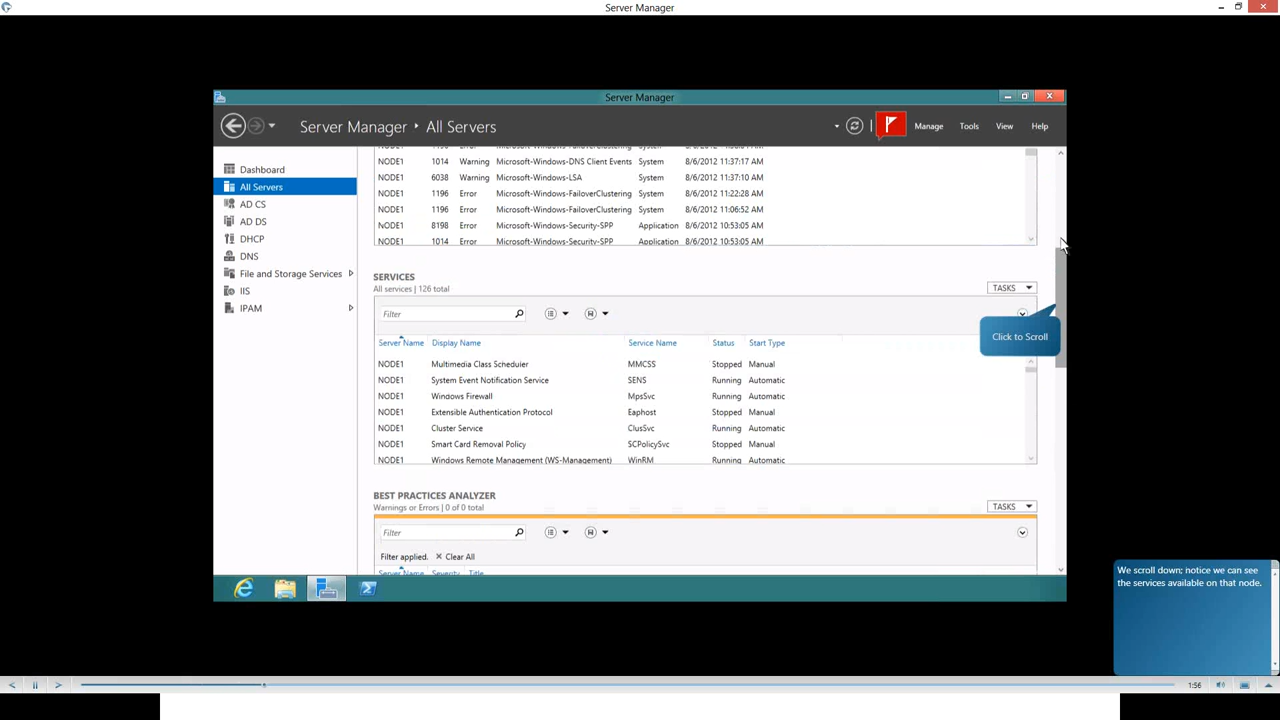 Server Manager
Server Manager
Server Manager • All Servers
Manage Tools View Help
Dashboard
All Servers
AD CS
AD DS
DHCP
DNS
File and Storage Services
IIS
IPAM
NODE1 1014 Warning Microsoft-Windows-DNS Client Events System 8/6/2012 11:37:17 AM
NODE1 6038 Warning Microsoft-Windows-LSA System 8/6/2012 11:37:10 AM
NODE1 1196 Error Microsoft-Windows-FailoverClustering System 8/6/2012 11:22:28 AM
NODE1 1196 Error Microsoft-Windows-FailoverClustering System 8/6/2012 11:06:52 AM
NODE1 8198 Error Microsoft-Windows-Security-SPP Application 8/6/2012 10:53:05 AM
NODE1 1014 Error Microsoft-Windows-Security-SPP Application 8/6/2012 10:53:05 AM
SERVICES
All services | 126 total
TASKS
Filter
Click to Scroll
Server Name Display Name Service Name Status Start Type
NODE1 Multimedia Class Scheduler MMCSS Stopped Manual
NODE1 System Event Notification Service SENS Running Automatic
NODE1 Windows Firewall MpsSvc Running Automatic
NODE1 Extensible Authentication Protocol Eaphost Stopped Manual
NODE1 Cluster Service ClusSvc Running Automatic
NODE1 Smart Card Removal Policy SCPolicySvc Stopped Manual
NODE1 Windows Remote Management (WS-Management) WinRM Running Automatic
BEST PRACTICES ANALYZER
Warnings or Errors | 0 of 0 total
TASKS
Filter
Filter applied. × Clear All
Server Name Severity Title
We scroll down; notice we can see
the services available on that node.
1:56